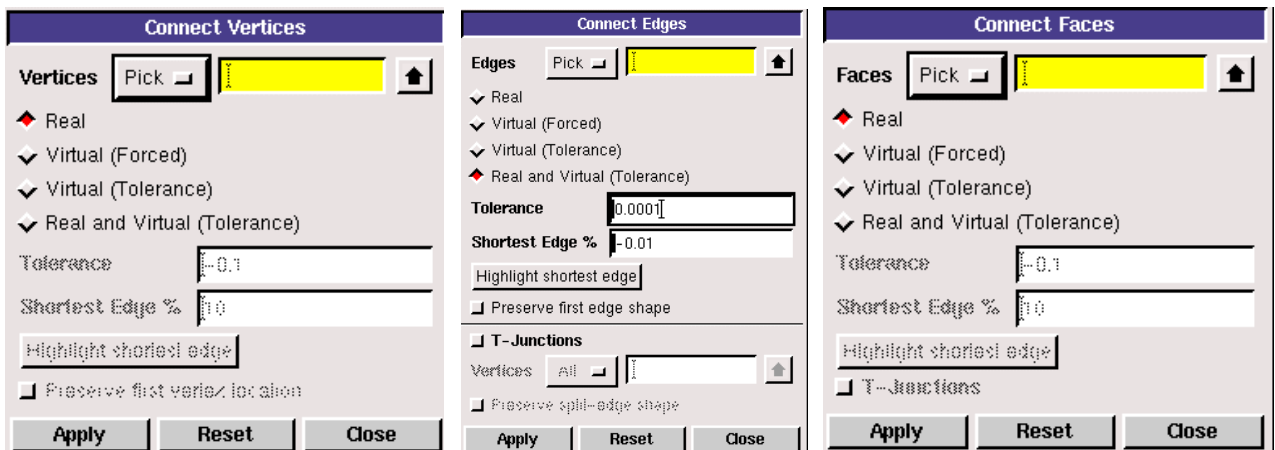 Connect Vertices
Vertices Pick
Real
Virtual (Forced)
Virtual (Tolerance)
Real and Virtual (Tolerance)
Tolerance -0.1
Shortest Edge % 10
Highlight shortest edge
Preserve first vertex location
Apply Reset Close
Connect Edges
Edges Pick
Real
Virtual (Forced)
Virtual (Tolerance)
Real and Virtual (Tolerance)
Tolerance 0.0001
Shortest Edge % -0.01
Highlight shortest edge
Preserve first edge shape
T-Junctions
Vertices All
Preserve split-edge shape
Apply Reset Close
Connect Faces
Faces Pick
Real
Virtual (Forced)
Virtual (Tolerance)
Real and Virtual (Tolerance)
Tolerance -0.1
Shortest Edge % 10
Highlight shortest edge
T-Junctions
Apply Reset Close